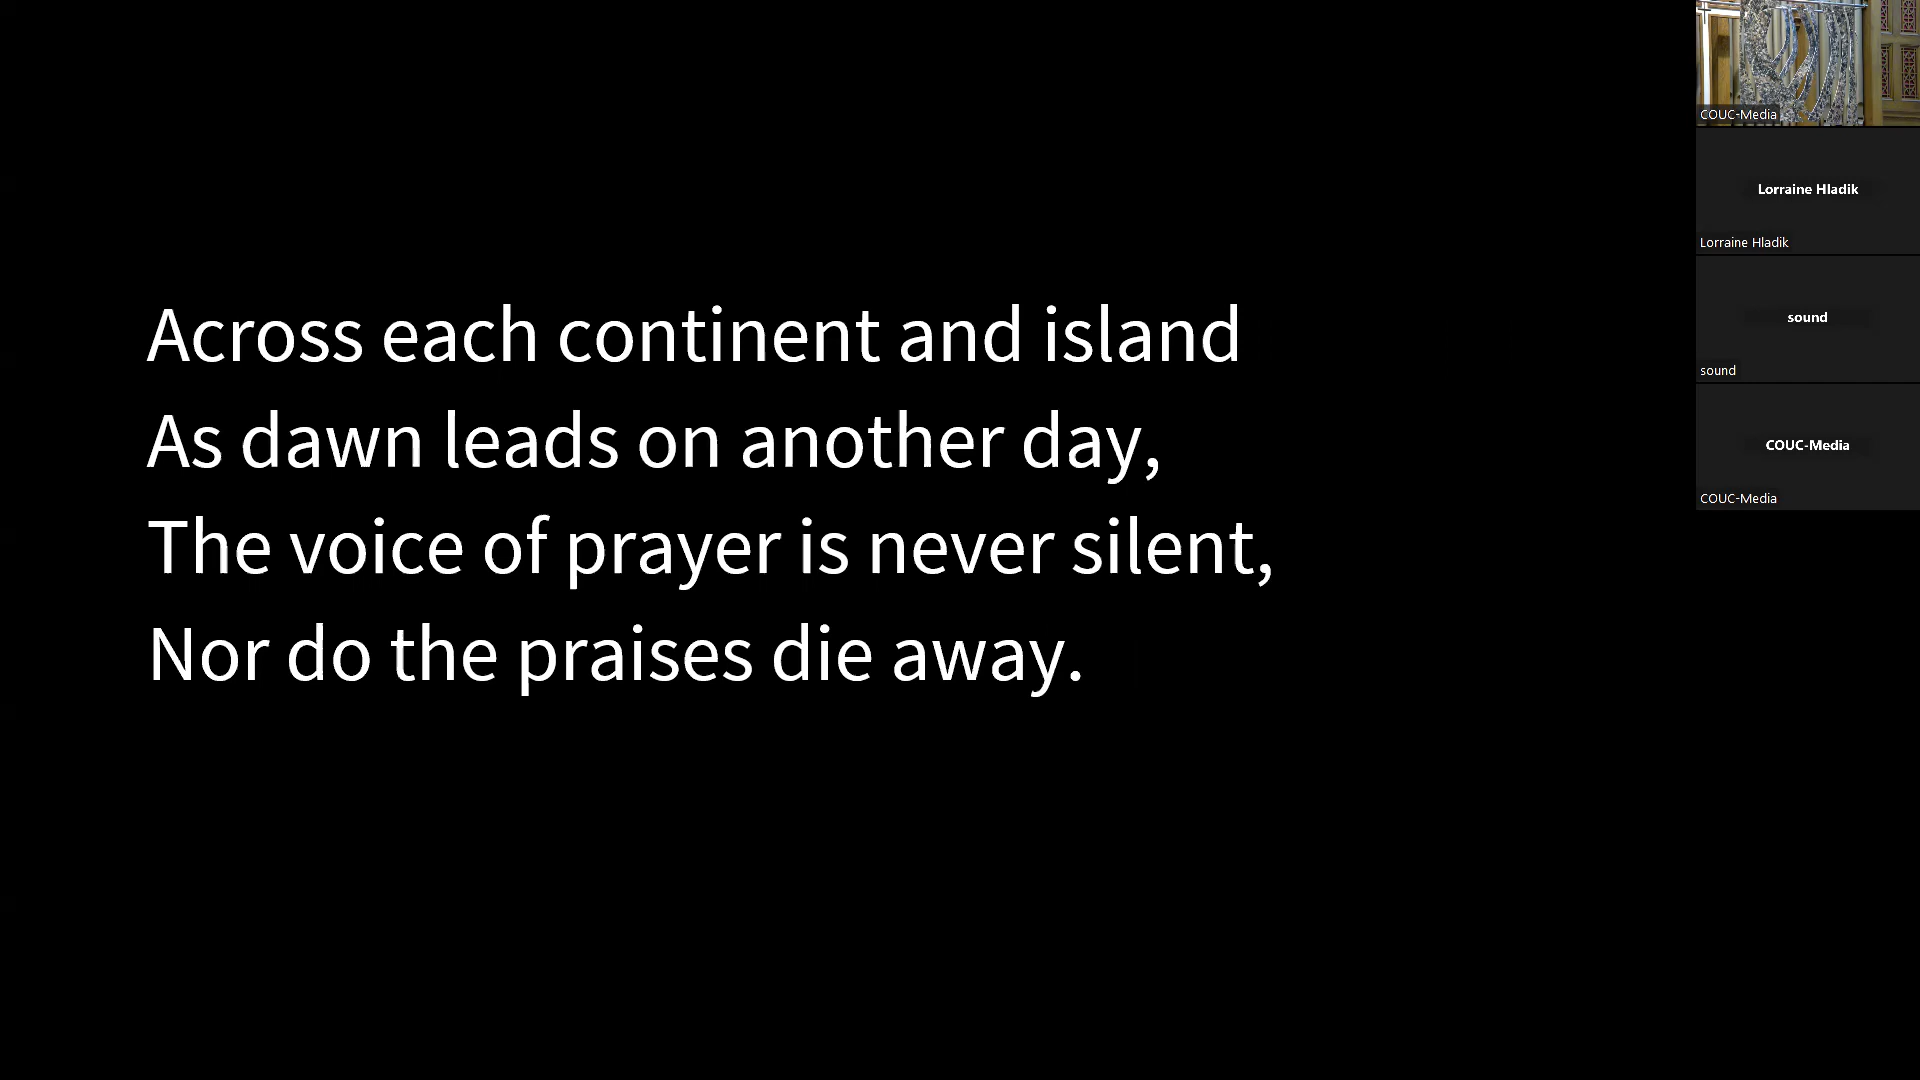 Across each continent and island
As dawn leads on another day,
The voice of prayer is never silent,
Nor do the praises die away.
COUC-Media
Lorraine Hladik
Lorraine Hladik
sound
sound
COUC-Media
COUC-Media